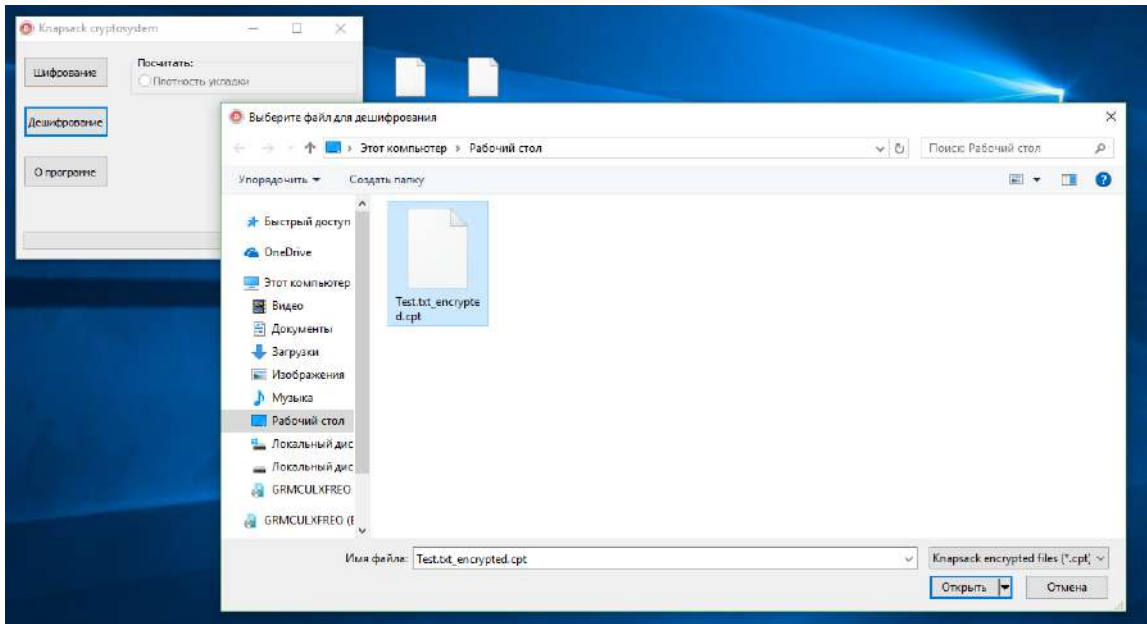 Knapsack cryptosystem
Шифрование
Посчитать:
Плотность укладки
Дешифрование
О программе
Выберите файл для дешифрования
Этот компьютер › Рабочий стол
Поиск: Рабочий стол
Упорядочить
Создать папку
Быстрый доступ
OneDrive
Этот компьютер
Видео
Документы
Загрузки
Изображения
Музыка
Рабочий стол
Локальный дис
Локальный дис
GRMCULXFREO
GRMCULXFREO (E
Test.txt_encrypte
d.cpt
Имя файла:
Test.txt_encrypted.cpt
Knapsack encrypted files (*.cpt)
Открыть
Отмена